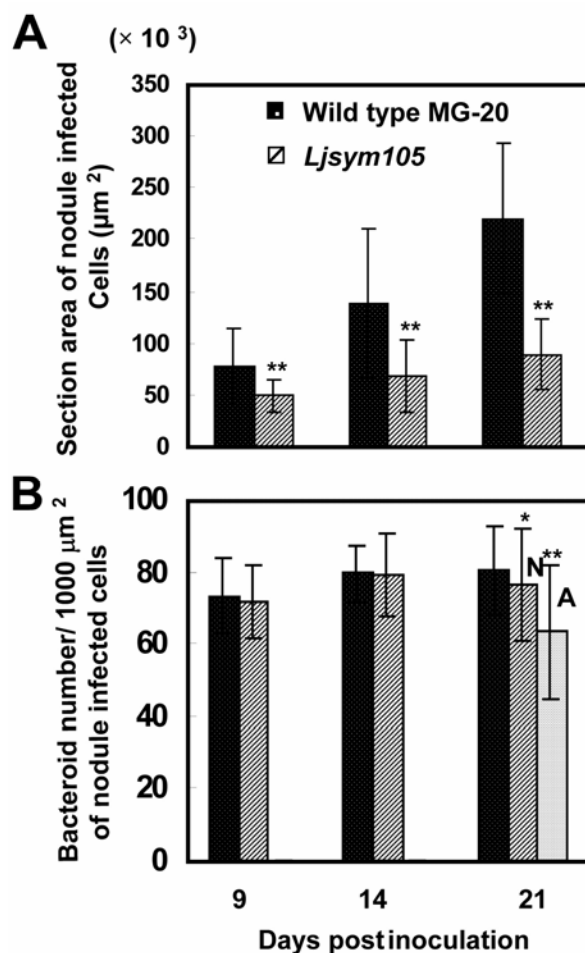 A (× 10 3)
350
300
250
200
150
100
50
0
Section area of nodule infected
Cells (µm 2)
Wild type MG-20
Ljsym105
**
**
**
B
100
80
60
40
20
0
Bacteroid number/ 1000 µm 2
of nodule infected cells
*
N
**
A
9 14 21
Days post inoculation